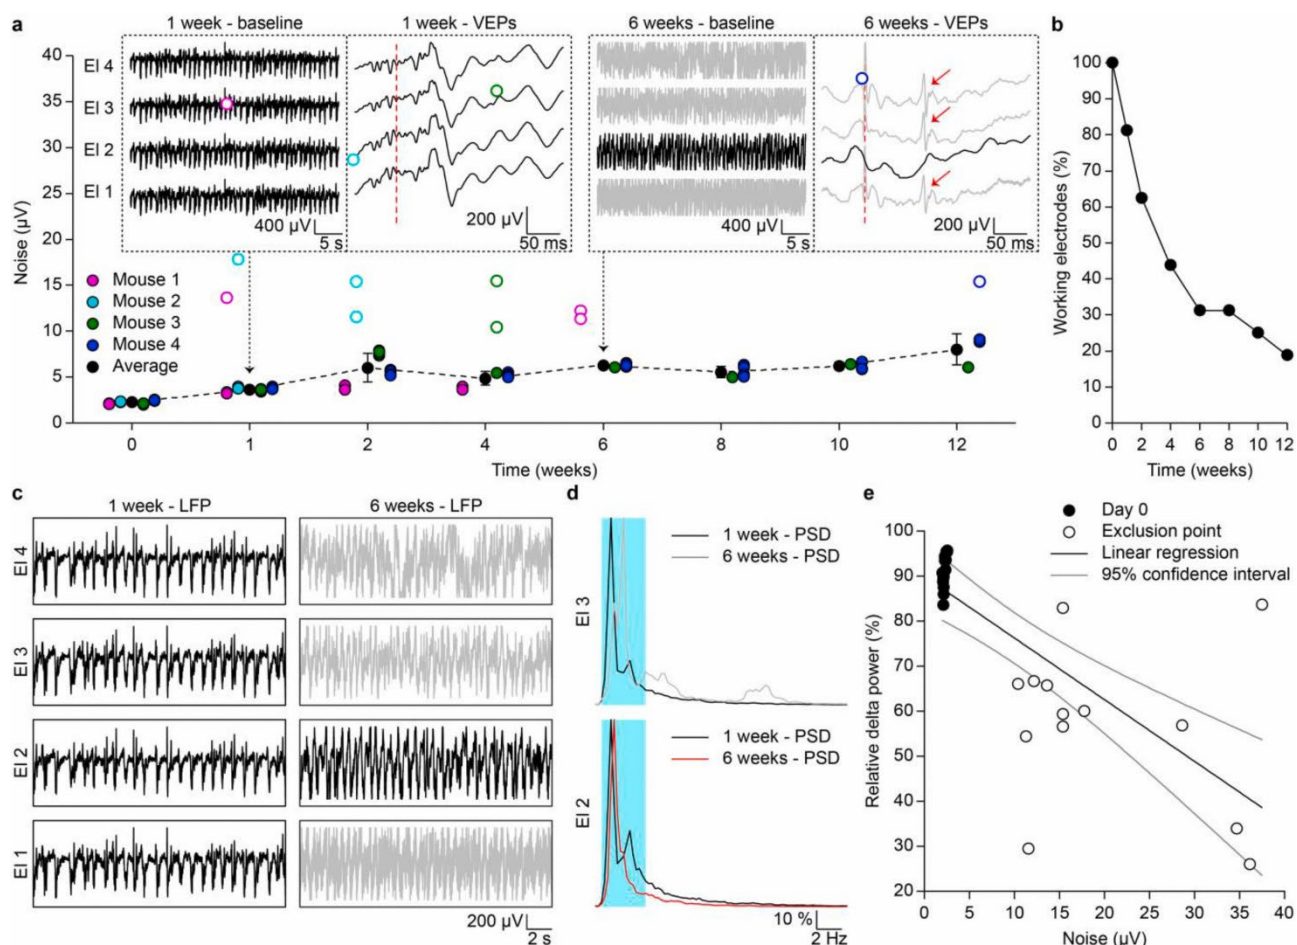 a
1 week - baseline
1 week - VEPs
6 weeks - baseline
6 weeks - VEPs
b
Noise (µV)
40
35
30
25
20
15
10
5
0
El 4
El 3
El 2
El 1
400 µV
5 s
200 µV
50 ms
400 µV
5 s
200 µV
50 ms
Mouse 1
Mouse 2
Mouse 3
Mouse 4
Average
0 1 2 4 6 8 10 12
Time (weeks)
Working electrodes (%)
100
90
80
70
60
50
40
30
20
10
0
0 2 4 6 8 10 12
Time (weeks)
c
1 week - LFP
6 weeks - LFP
El 4
El 3
El 2
El 1
200 µV
2 s
d
El 3
1 week - PSD
6 weeks - PSD
El 2
1 week - PSD
6 weeks - PSD
10 %
2 Hz
e
Day 0
Exclusion point
Linear regression
95% confidence interval
Relative delta power (%)
100
90
80
70
60
50
40
30
20
0 5 10 15 20 25 30 35 40
Noise (µV)